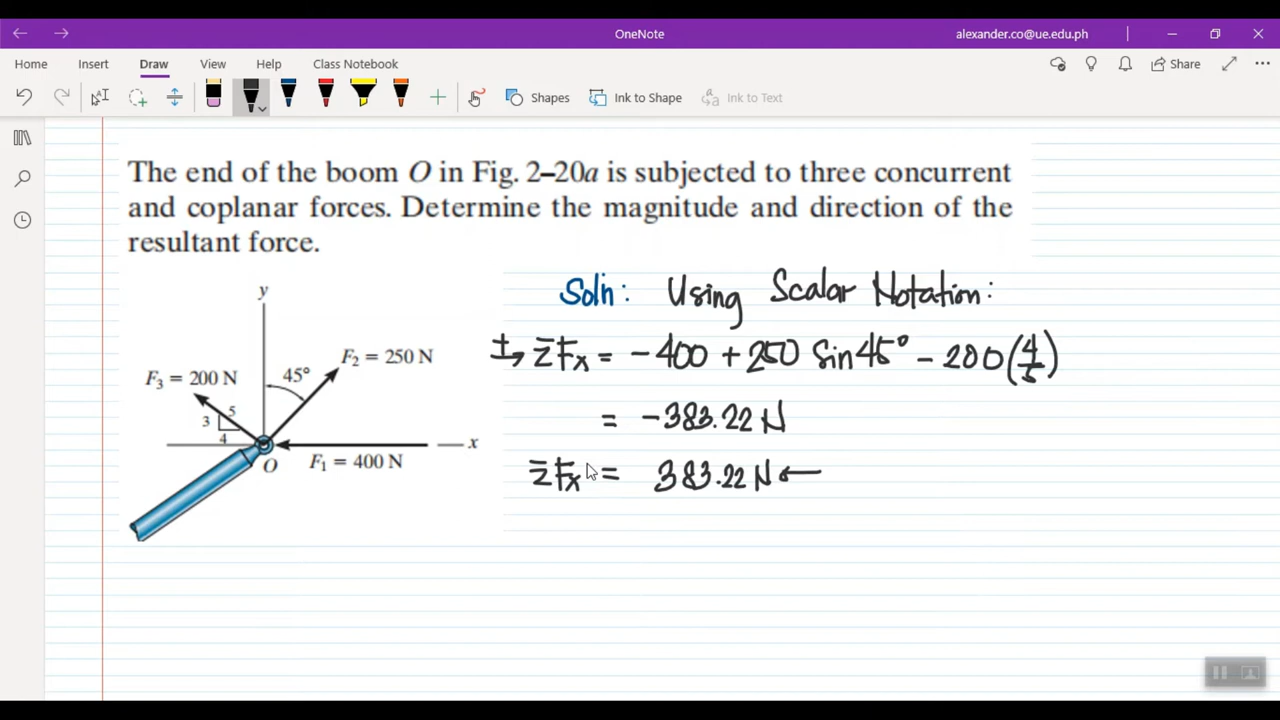 OneNote
alexander.co@ue.edu.ph
Home Insert Draw View Help Class Notebook
Share
Shapes Ink to Shape Ink to Text
The end of the boom O in Fig. 2–20a is subjected to three concurrent
and coplanar forces. Determine the magnitude and direction of the
resultant force.
Sol'n: Using Scalar Notation:
+→ ΣFx = -400 + 250 Sin45° - 200(4/5)
= -383.22 N
ΣFx = 383.22 N ←
y
F₂ = 250 N
45°
F₃ = 200 N
5
3
4
x
O
F₁ = 400 N